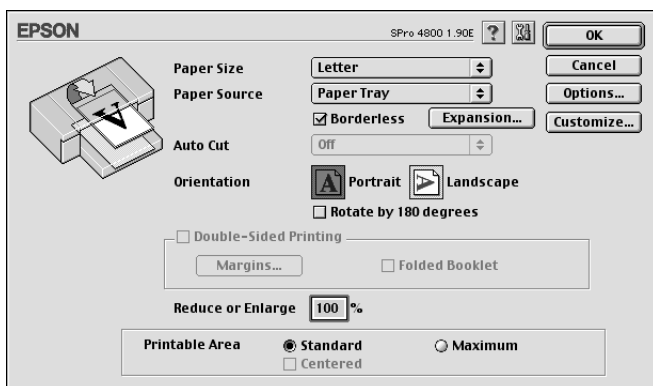 EPSON
SPro 4800 1.90E ?
OK
Paper Size Letter
Cancel
Paper Source Paper Tray
Options...
Borderless Expansion...
Customize...
Auto Cut Off
Orientation A Portrait A Landscape
Rotate by 180 degrees
Double-Sided Printing
Margins... Folded Booklet
Reduce or Enlarge 100 %
Printable Area Standard Maximum
Centered
A